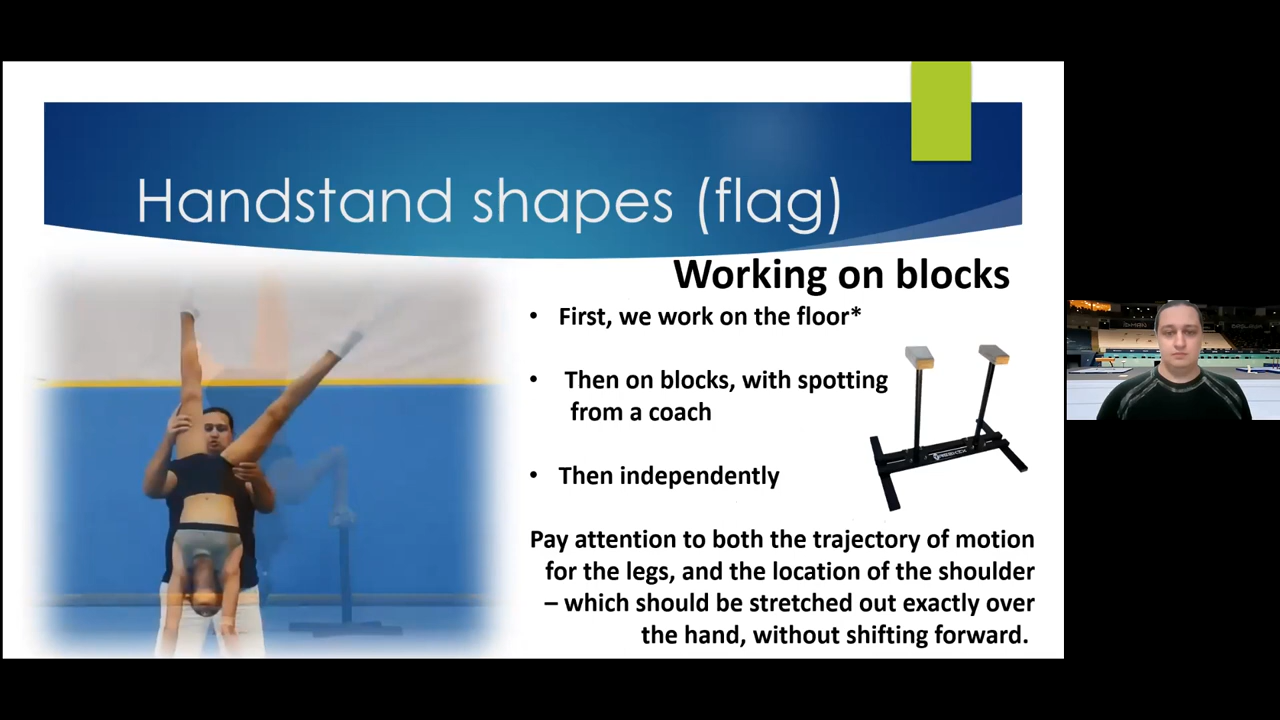 Handstand shapes (flag)
Working on blocks
• First, we work on the floor*
• Then on blocks, with spotting
from a coach
• Then independently
Pay attention to both the trajectory of motion
for the legs, and the location of the shoulder
– which should be stretched out exactly over
the hand, without shifting forward.